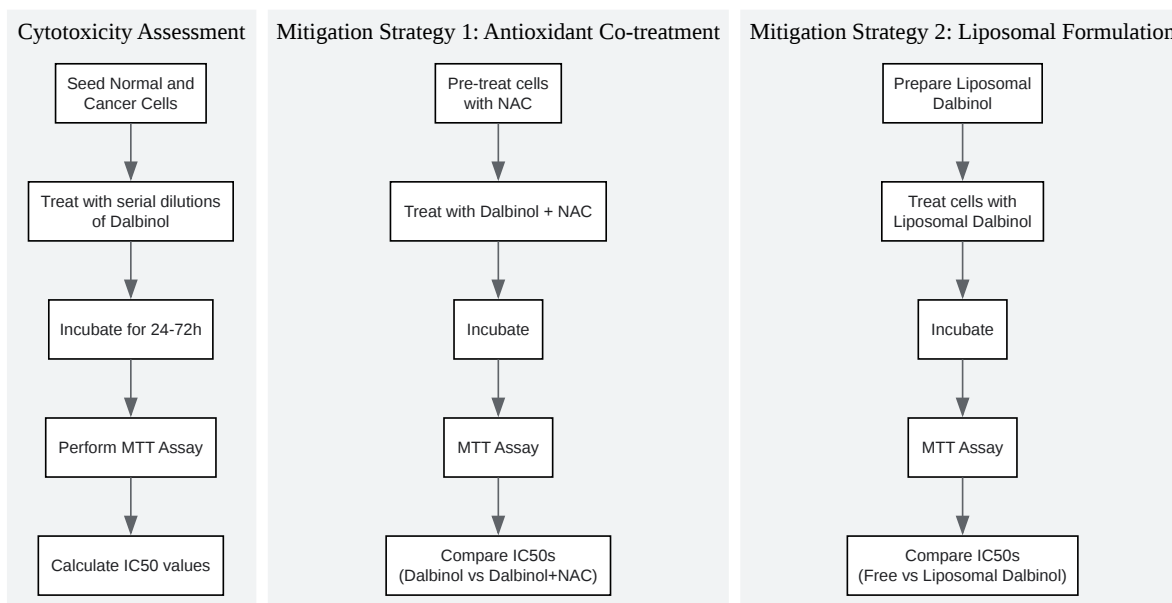 Cytotoxicity Assessment
Seed Normal and
Cancer Cells
Treat with serial dilutions
of Dalbinol
Incubate for 24-72h
Perform MTT Assay
Calculate IC50 values
Mitigation Strategy 1: Antioxidant Co-treatment
Pre-treat cells
with NAC
Treat with Dalbinol + NAC
Incubate
MTT Assay
Compare IC50s
(Dalbinol vs Dalbinol+NAC)
Mitigation Strategy 2: Liposomal Formulation
Prepare Liposomal
Dalbinol
Treat cells with
Liposomal Dalbinol
Incubate
MTT Assay
Compare IC50s
(Free vs Liposomal Dalbinol)